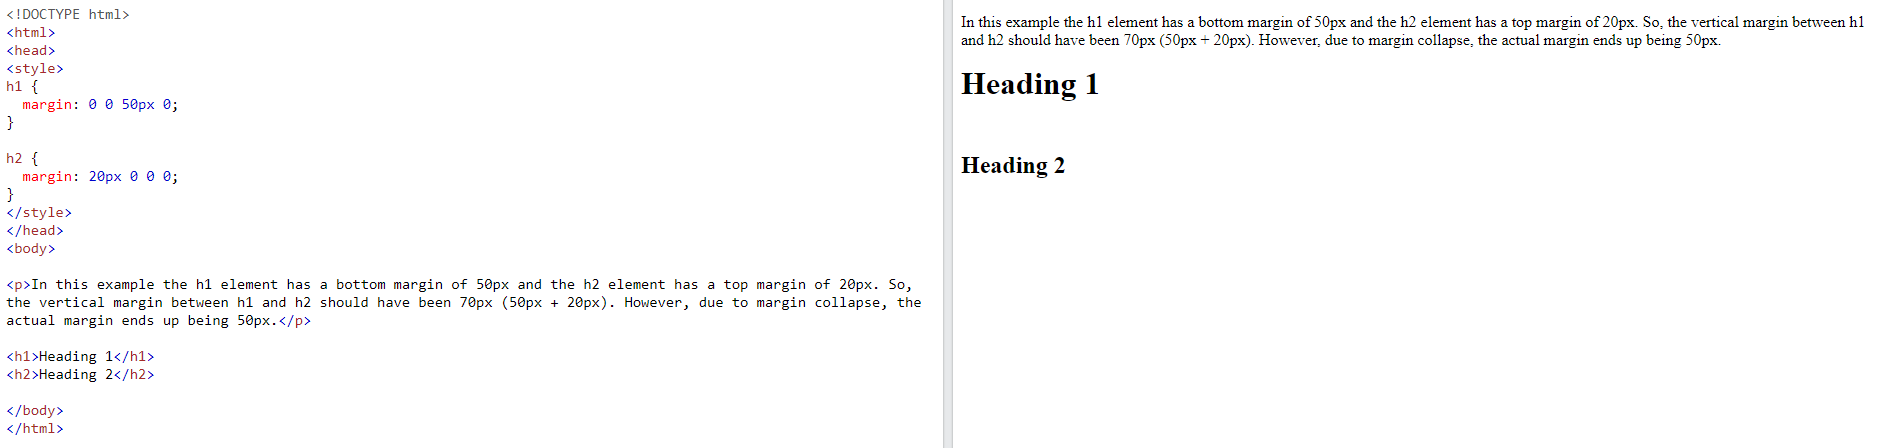 <!DOCTYPE html>
<html>
<head>
<style>
h1 {
  margin: 0 0 50px 0;
}

h2 {
  margin: 20px 0 0 0;
}
</style>
</head>
<body>

<p>In this example the h1 element has a bottom margin of 50px and the h2 element has a top margin of 20px. So,
the vertical margin between h1 and h2 should have been 70px (50px + 20px). However, due to margin collapse, the
actual margin ends up being 50px.</p>

<h1>Heading 1</h1>
<h2>Heading 2</h2>

</body>
</html>
In this example the h1 element has a bottom margin of 50px and the h2 element has a top margin of 20px. So, the vertical margin between h1
and h2 should have been 70px (50px + 20px). However, due to margin collapse, the actual margin ends up being 50px.
Heading 1
Heading 2